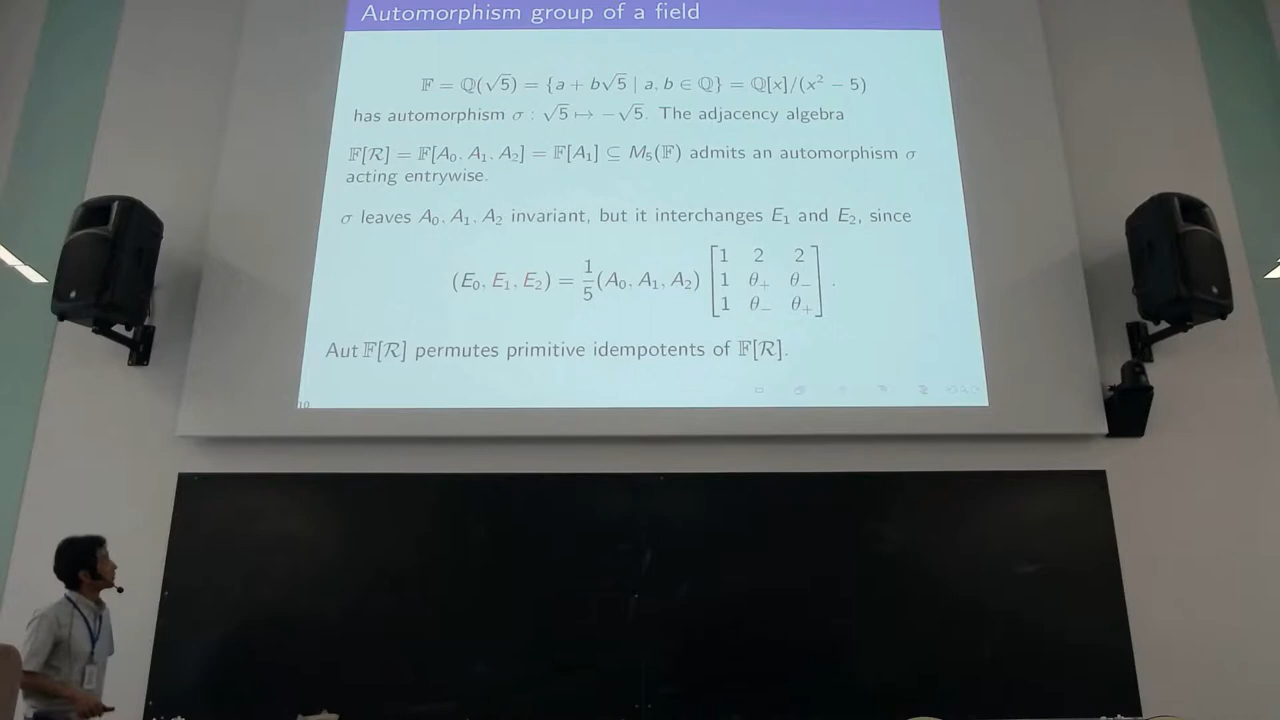 Automorphism group of a field
𝔽 = ℚ(√5) = {a + b√5 | a, b ∈ ℚ} = ℚ[x]/(x² − 5)
has automorphism σ : √5 ↦ −√5. The adjacency algebra
𝔽[ℛ] = 𝔽[A₀, A₁, A₂] = 𝔽[A₁] ⊆ M₅(𝔽) admits an automorphism σ
acting entrywise.
σ leaves A₀, A₁, A₂ invariant, but it interchanges E₁ and E₂, since
(E₀, E₁, E₂) = 1/5 (A₀, A₁, A₂) [1 2 2
1 θ₊ θ₋
1 θ₋ θ₊].
Aut 𝔽[ℛ] permutes primitive idempotents of 𝔽[ℛ].
10